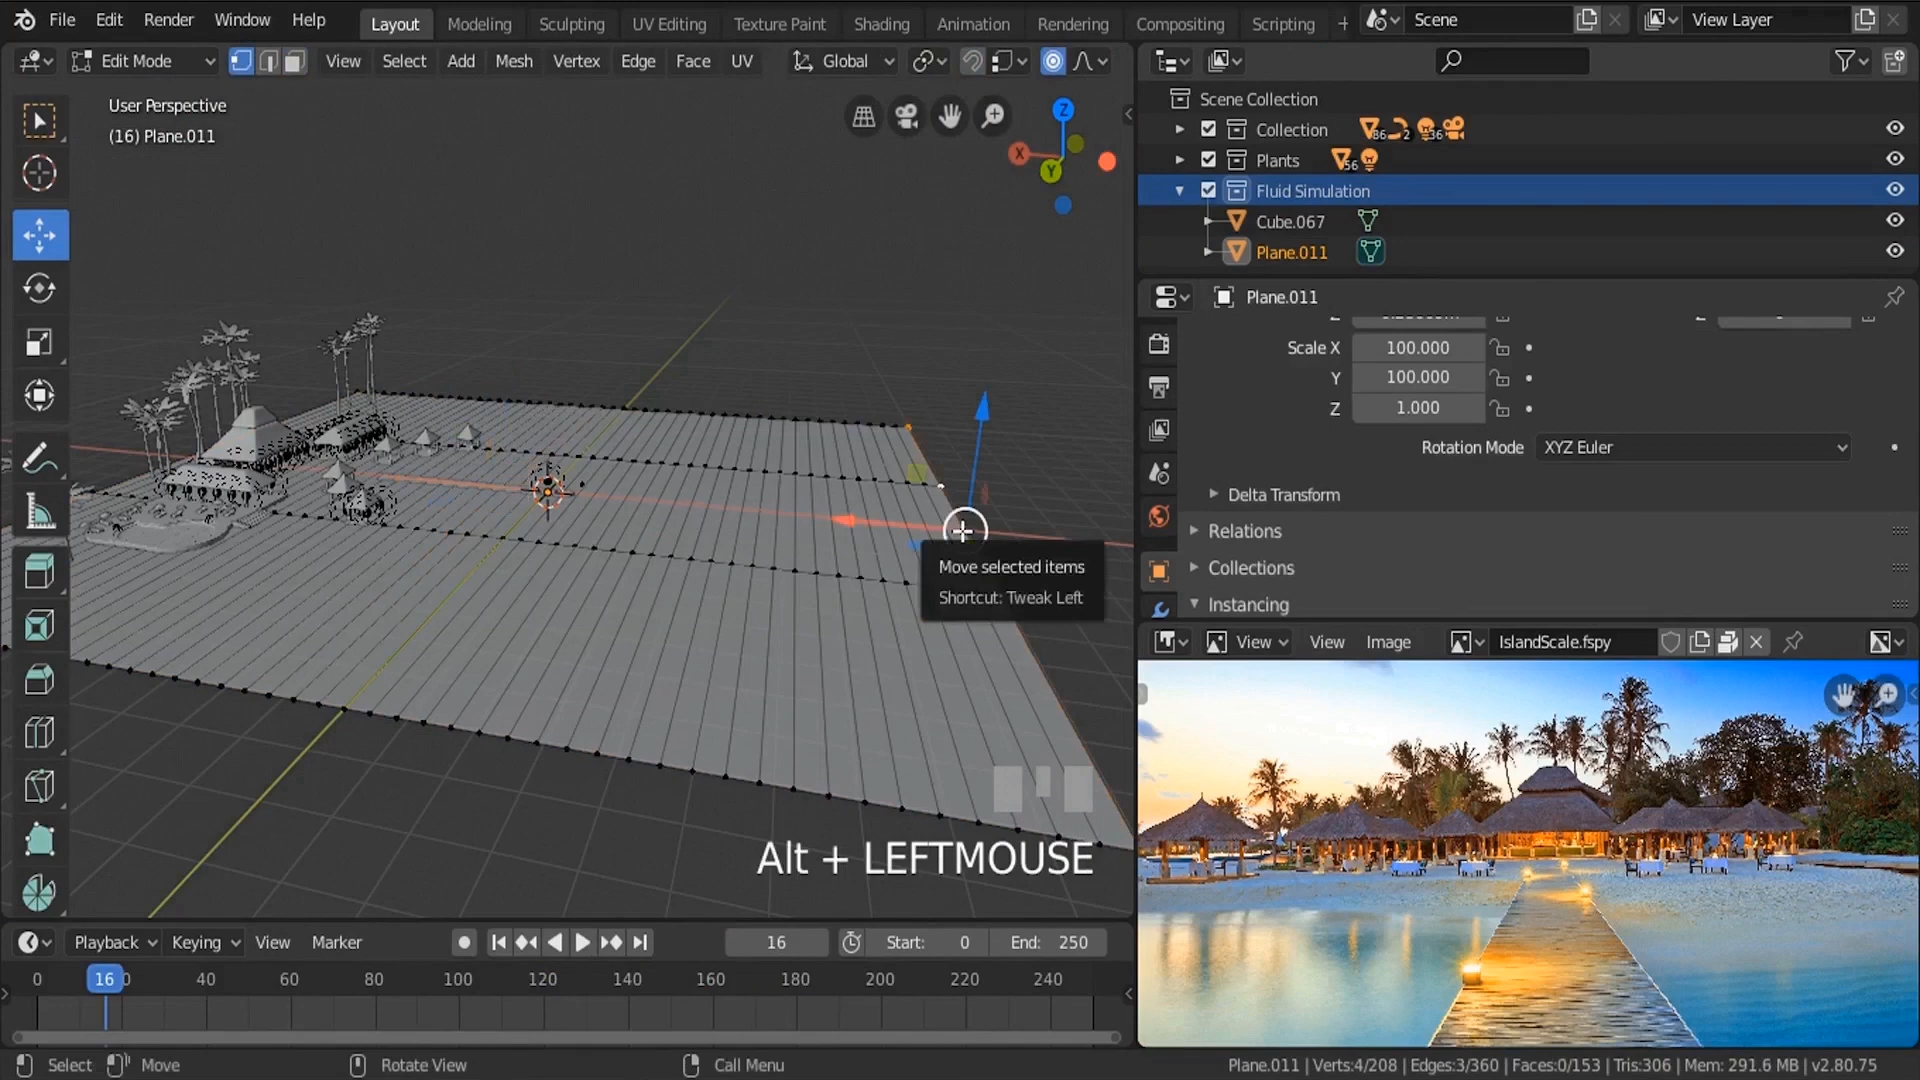 File Edit Render Window Help Layout Modeling Sculpting UV Editing Texture Paint Shading Animation Rendering Compositing Scripting + Scene View Layer
Edit Mode View Select Add Mesh Vertex Edge Face UV Global
User Perspective
(16) Plane.011
Z
X
Y
Scene Collection
Collection 86 2 36
Plants 56
Fluid Simulation
Cube.067
Plane.011
Plane.011
Scale X 100.000
Y 100.000
Z 1.000
Rotation Mode XYZ Euler
Delta Transform
Relations
Collections
Instancing
Move selected items
Shortcut: Tweak Left
View View Image IslandScale.fspy
Alt + LEFTMOUSE
Playback Keying View Marker 16 Start: 0 End: 250
0 16 40 60 80 100 120 140 160 180 200 220 240
Select Move Rotate View Call Menu Plane.011 | Verts:4/208 | Edges:3/360 | Faces:0/153 | Tris:306 | Mem: 291.6 MB | v2.80.75